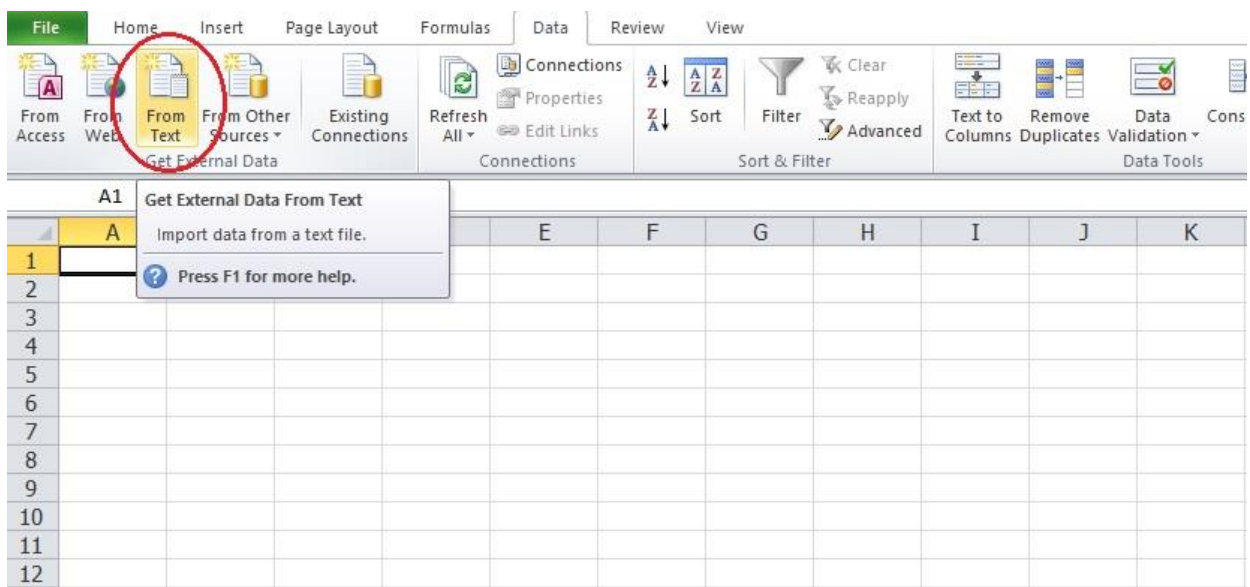 File Home Insert Page Layout Formulas Data Review View
From Access
From Web
From Text
From Other Sources
Existing Connections
Get External Data
Refresh All
Connections
Properties
Edit Links
Connections
A Z
Z A
A Z
Z A
Sort
Filter
Clear
Reapply
Advanced
Sort & Filter
Text to Columns
Remove Duplicates
Data Validation
Cons
Data Tools
A1
Get External Data From Text
Import data from a text file.
Press F1 for more help.
A E F G H I J K
1
2
3
4
5
6
7
8
9
10
11
12